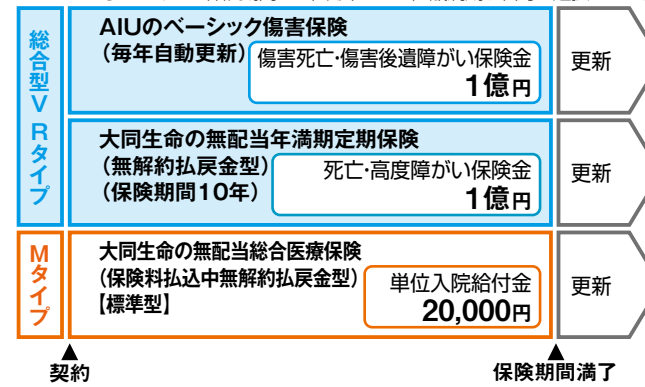 総合型V Rタイプ
AIUのベーシック傷害保険
（毎年自動更新）
傷害死亡・傷害後遺障がい保険金
1億円
更新
大同生命の無配当年満期定期保険
（無解約払戻金型）
（保険期間10年）
死亡・高度障がい保険金
1億円
更新
Mタイプ
大同生命の無配当総合医療保険
（保険料払込中無解約払戻金型）
【標準型】
単位入院給付金
20,000円
更新
▲
契約
▲
保険期間満了